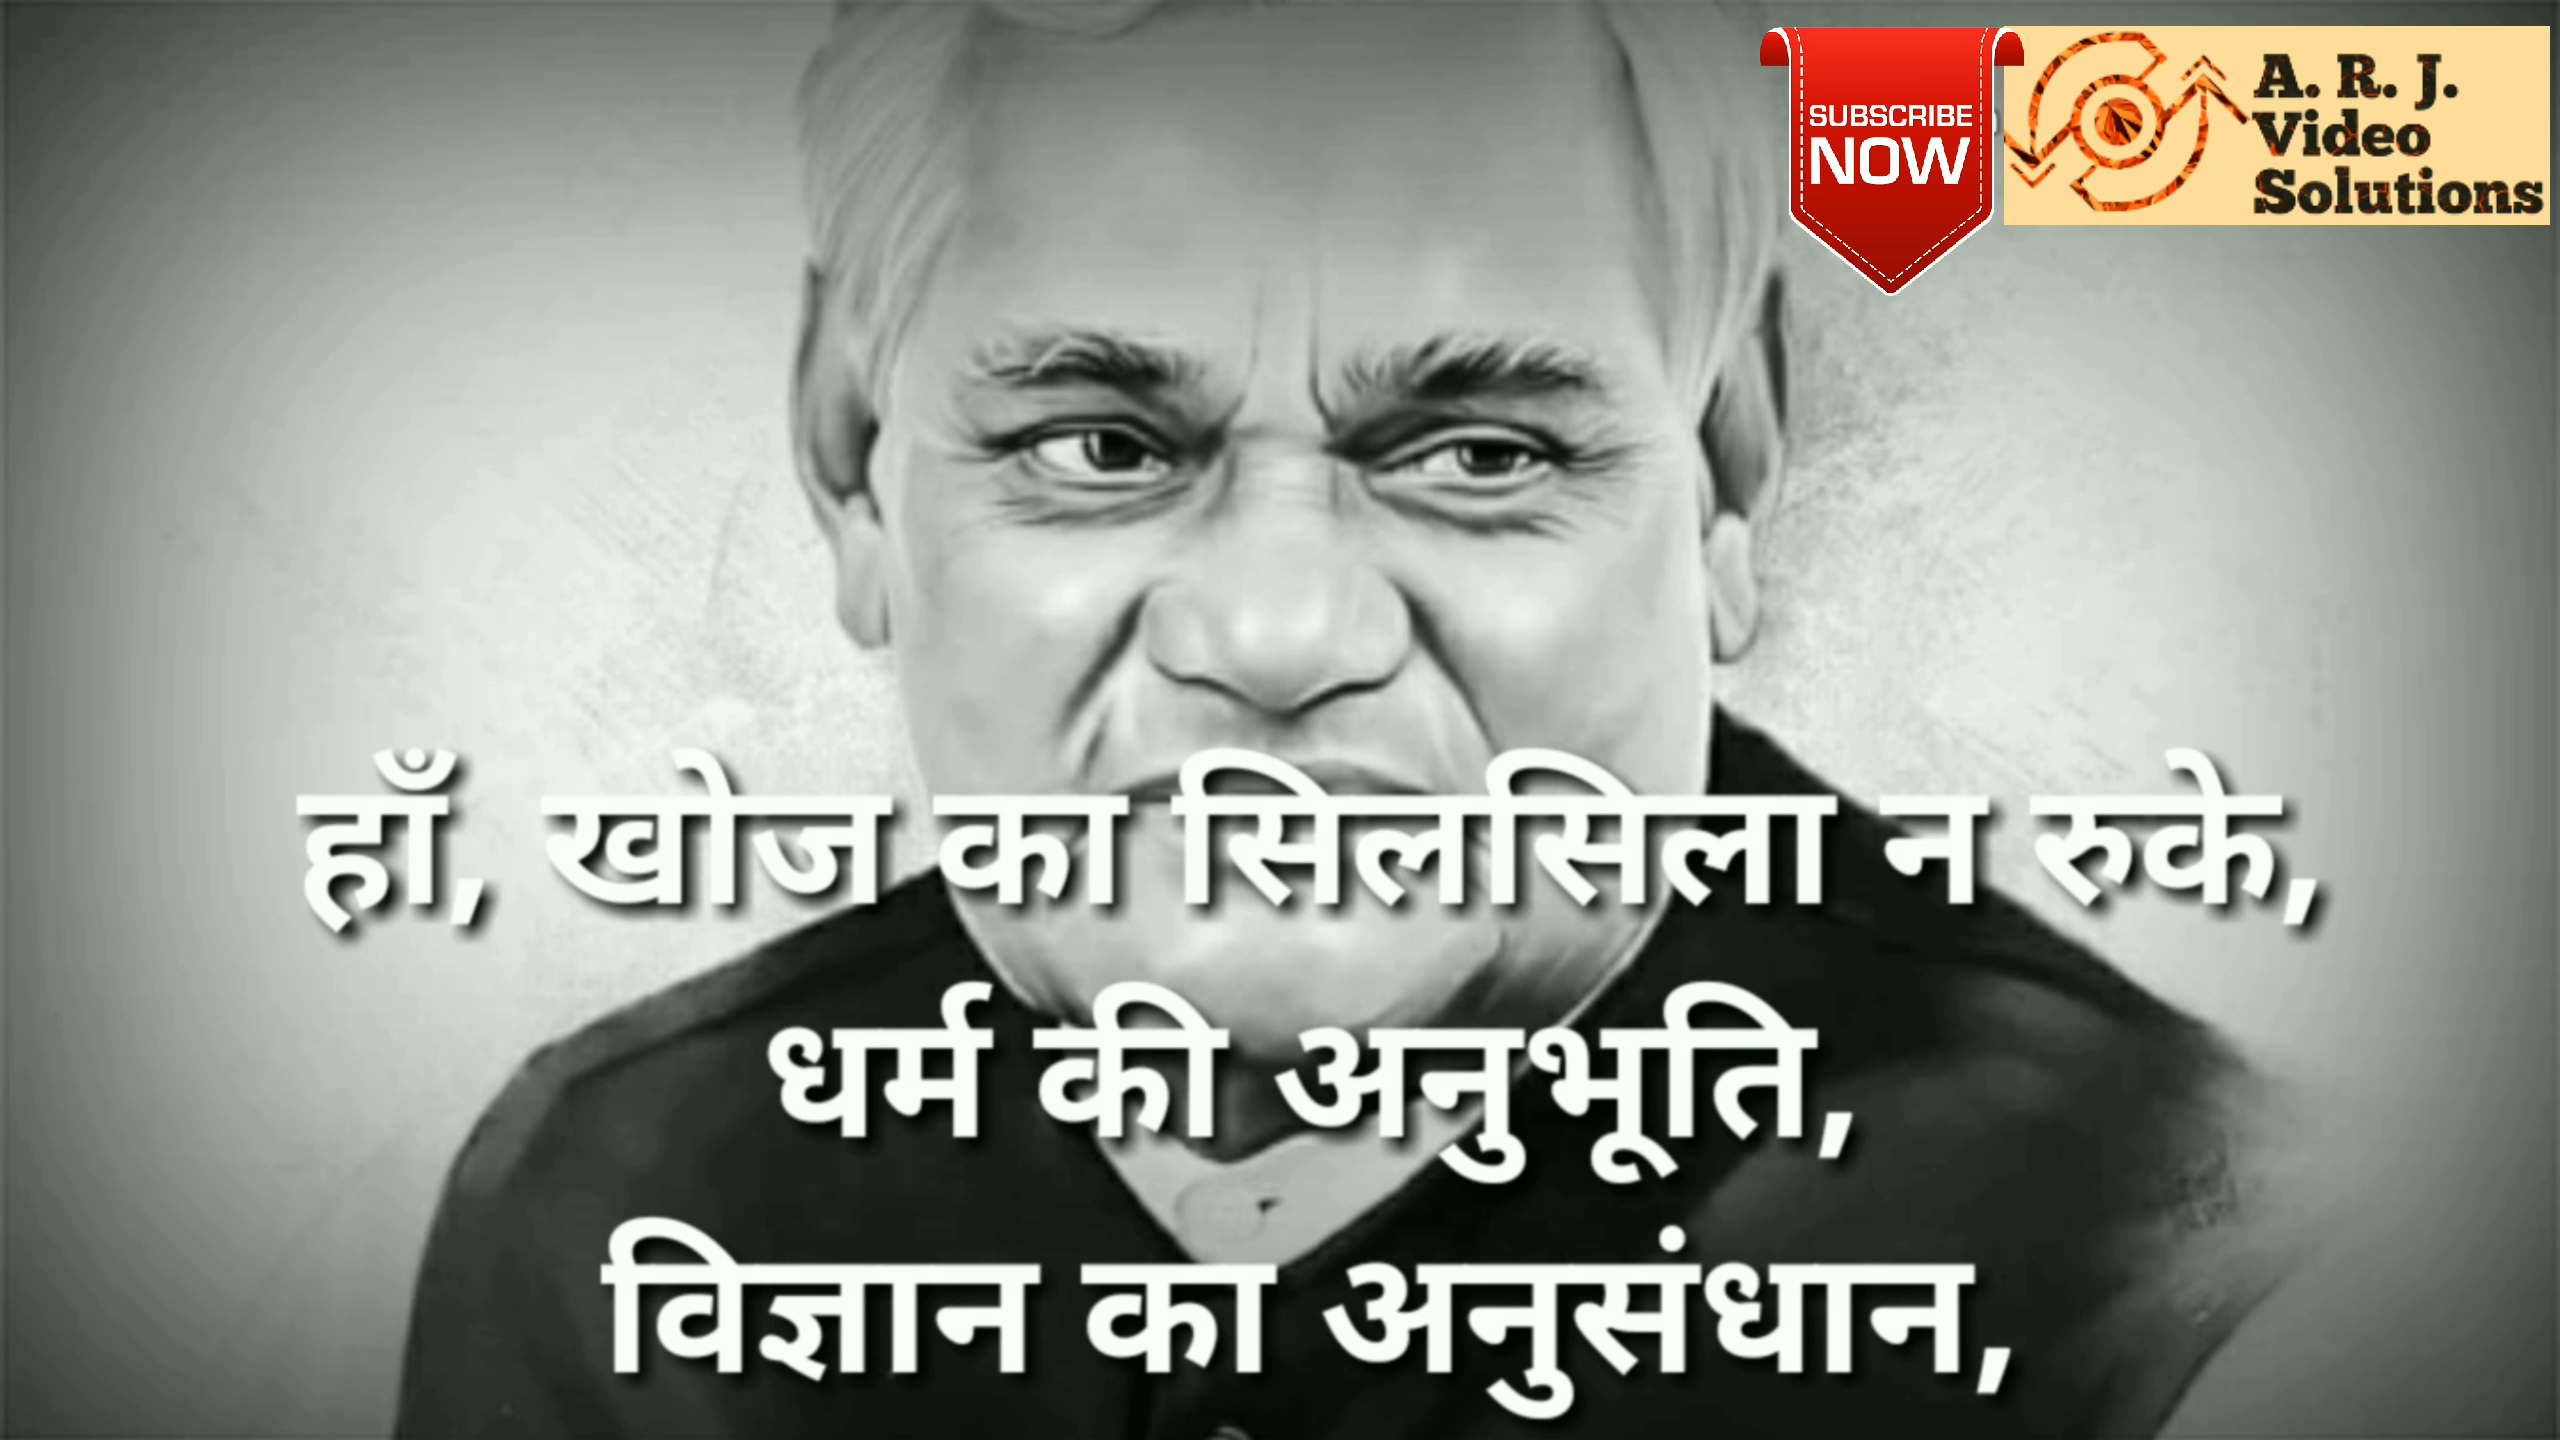 SUBSCRIBE
NOW
A. R. J.
Video
Solutions
हाँ, खोज का सिलसिला न रुके,
धर्म की अनुभूति,
विज्ञान का अनुसंधान,